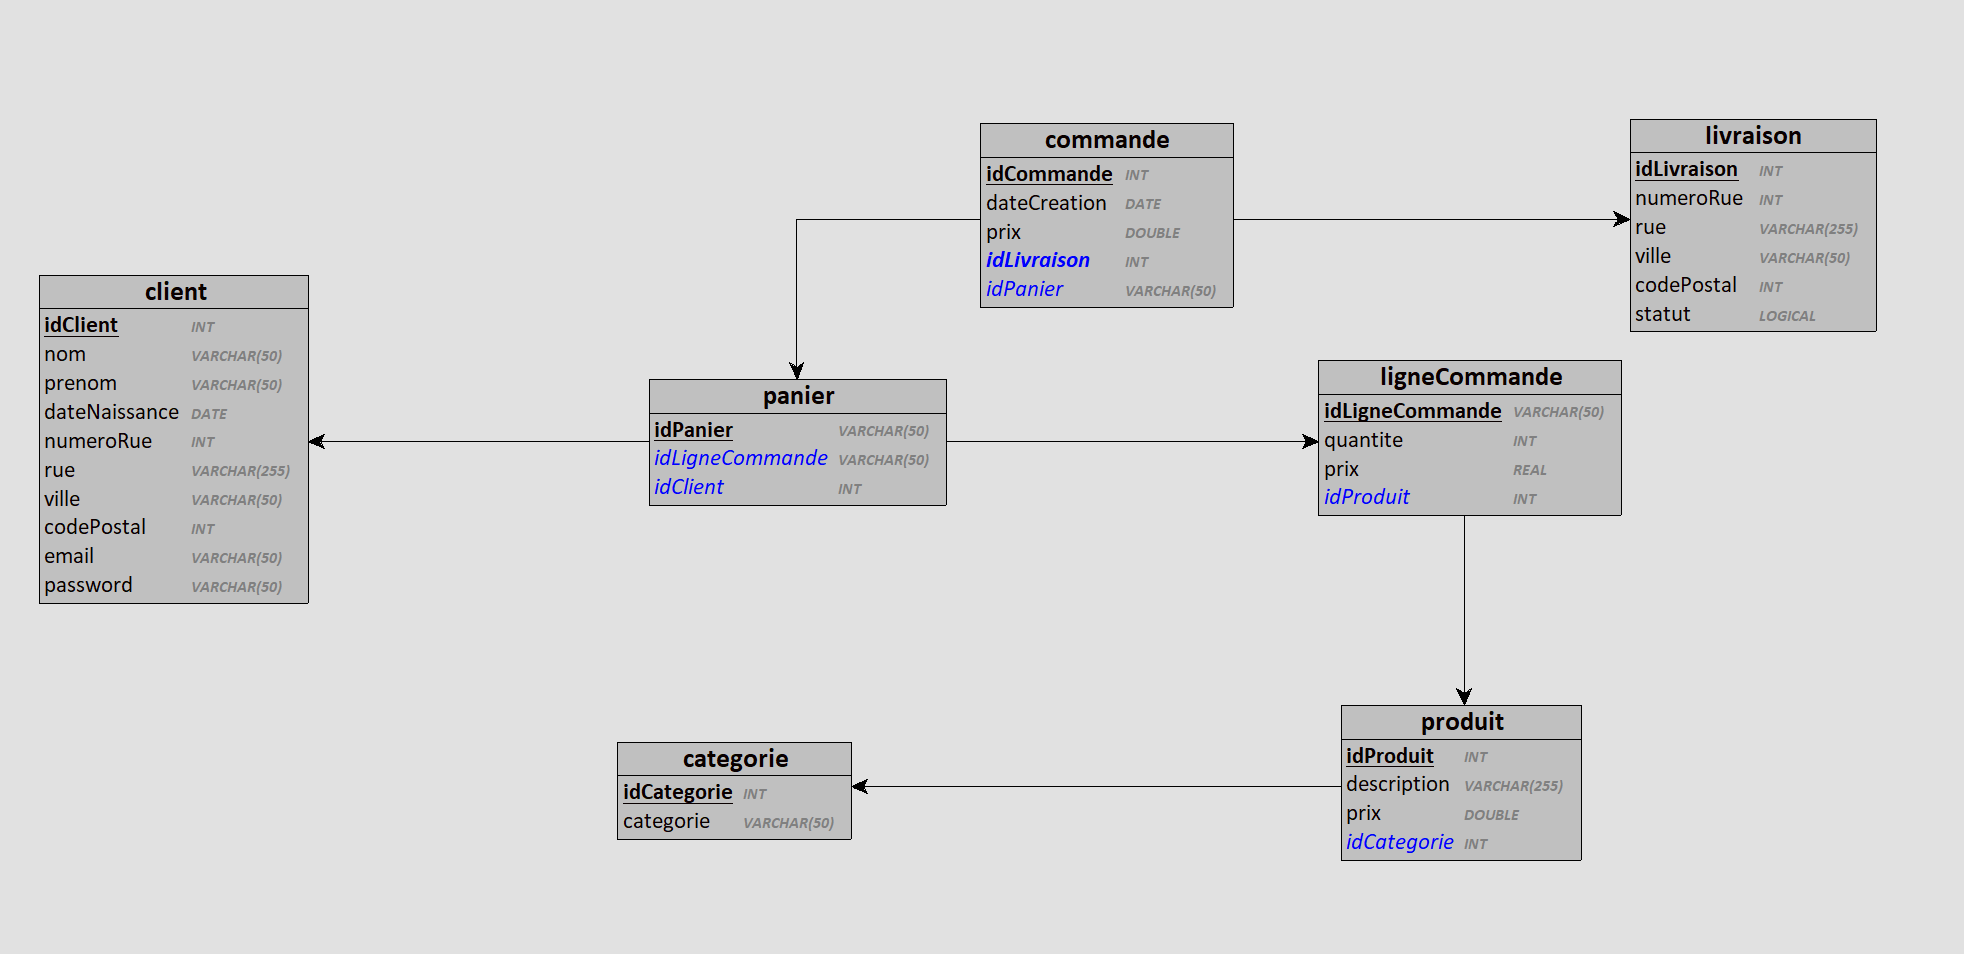 client
idClient INT
nom VARCHAR(50)
prenom VARCHAR(50)
dateNaissance DATE
numeroRue INT
rue VARCHAR(255)
ville VARCHAR(50)
codePostal INT
email VARCHAR(50)
password VARCHAR(50)
panier
idPanier VARCHAR(50)
idLigneCommande VARCHAR(50)
idClient INT
commande
idCommande INT
dateCreation DATE
prix DOUBLE
idLivraison INT
idPanier VARCHAR(50)
livraison
idLivraison INT
numeroRue INT
rue VARCHAR(255)
ville VARCHAR(50)
codePostal INT
statut LOGICAL
ligneCommande
idLigneCommande VARCHAR(50)
quantite INT
prix REAL
idProduit INT
categorie
idCategorie INT
categorie VARCHAR(50)
produit
idProduit INT
description VARCHAR(255)
prix DOUBLE
idCategorie INT